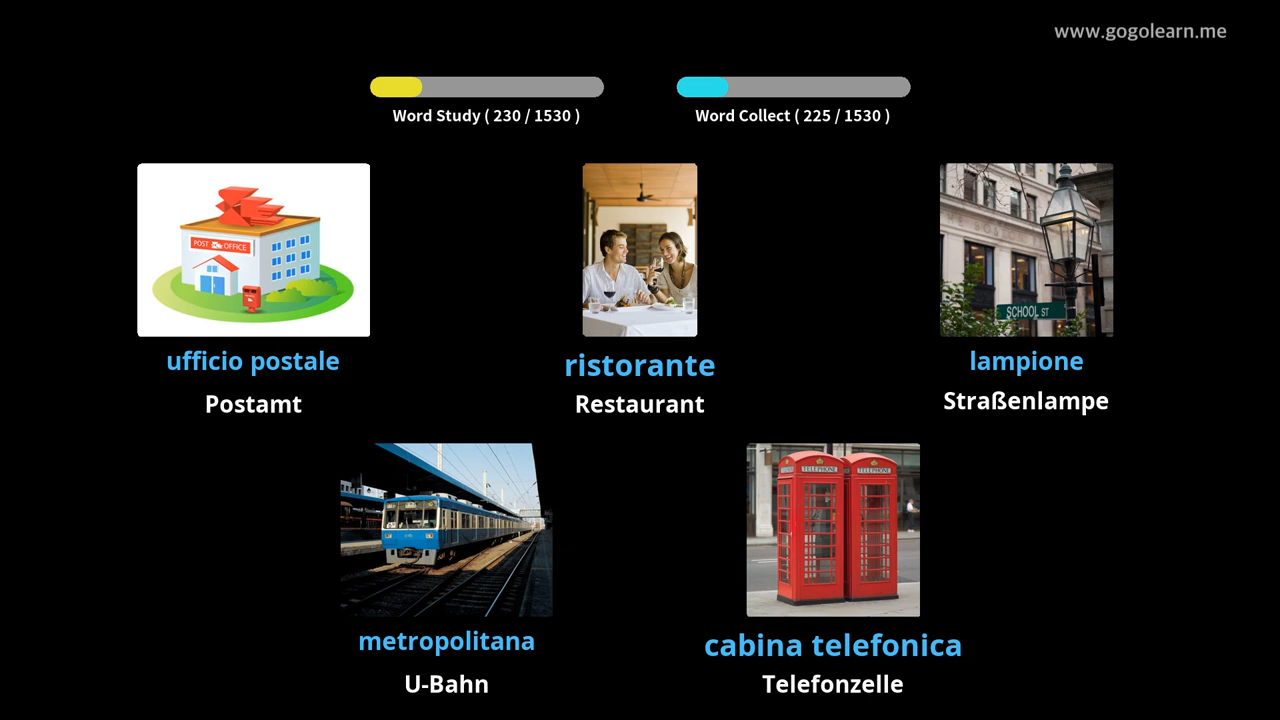 www.gogolearn.me
Word Study ( 230 / 1530 )
Word Collect ( 225 / 1530 )
POST OFFICE
SCHOOL ST
ufficio postale
ristorante
lampione
Postamt
Restaurant
Straßenlampe
TELEPHONE
TELEPHONE
metropolitana
cabina telefonica
U-Bahn
Telefonzelle